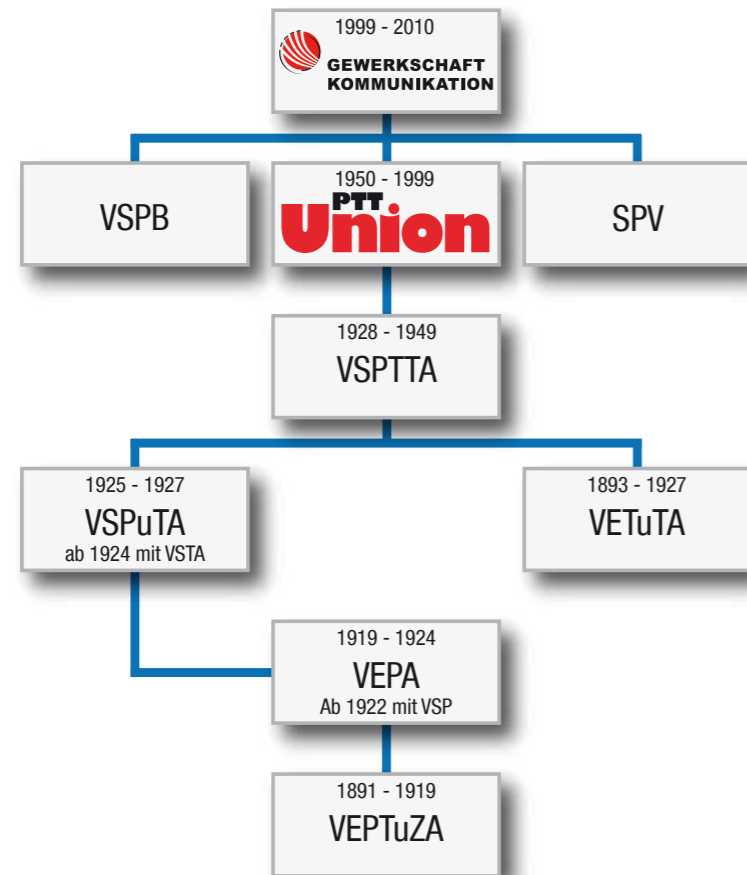 1999 - 2010
GEWERKSCHAFT
KOMMUNIKATION
VSPB
1950 - 1999
PTT
Union
SPV
1928 - 1949
VSPTTA
1925 - 1927
VSPuTA
ab 1924 mit VSTA
1893 - 1927
VETuTA
1919 - 1924
VEPA
Ab 1922 mit VSP
1891 - 1919
VEPTuZA